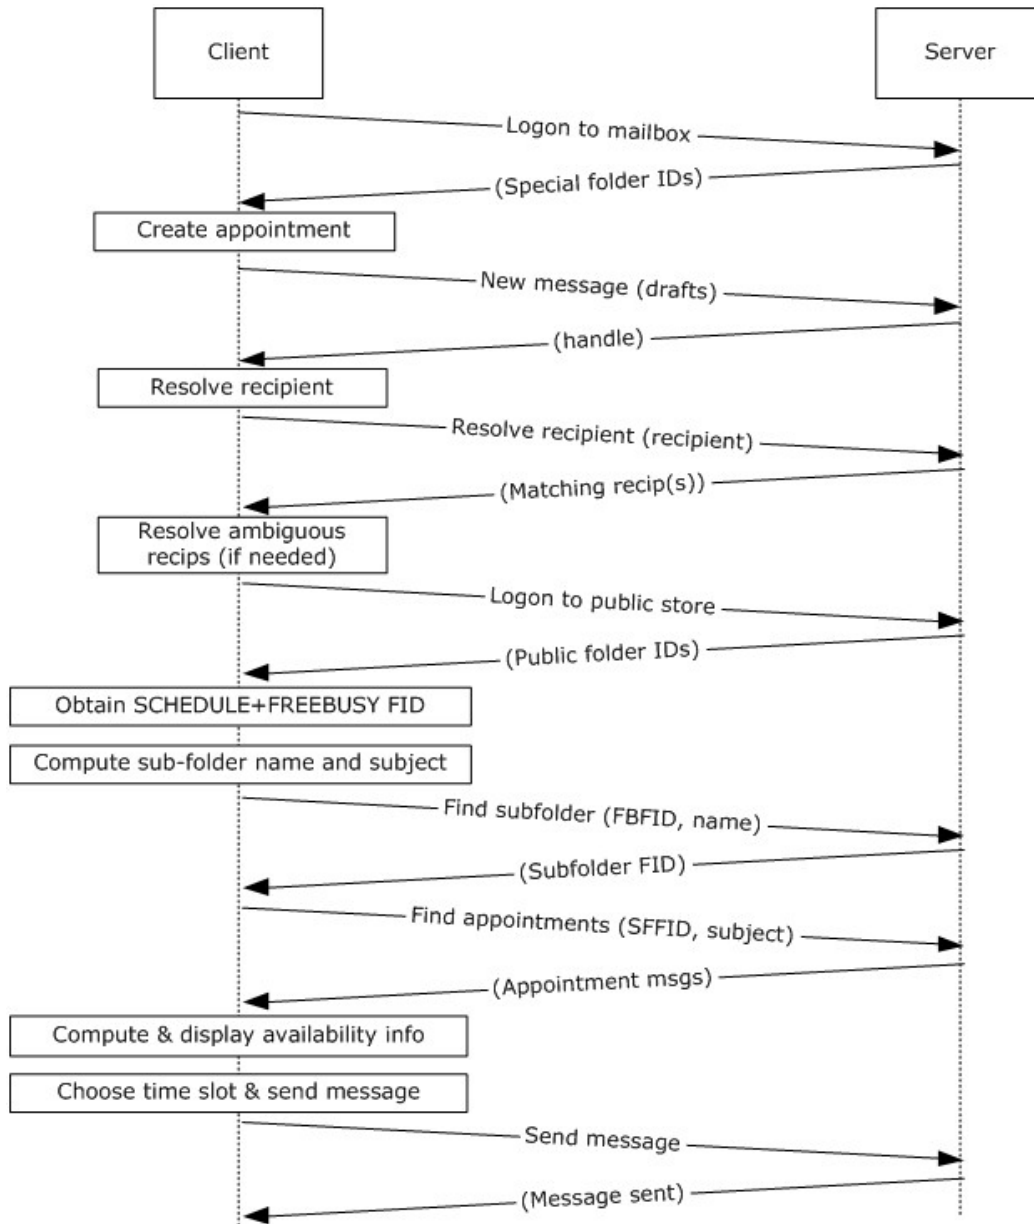 Client
Server
Logon to mailbox
(Special folder IDs)
Create appointment
New message (drafts)
(handle)
Resolve recipient
Resolve recipient (recipient)
(Matching recip(s))
Resolve ambiguous
recips (if needed)
Logon to public store
(Public folder IDs)
Obtain SCHEDULE+FREEBUSY FID
Compute sub-folder name and subject
Find subfolder (FBFID, name)
(Subfolder FID)
Find appointments (SFFID, subject)
(Appointment msgs)
Compute & display availability info
Choose time slot & send message
Send message
(Message sent)